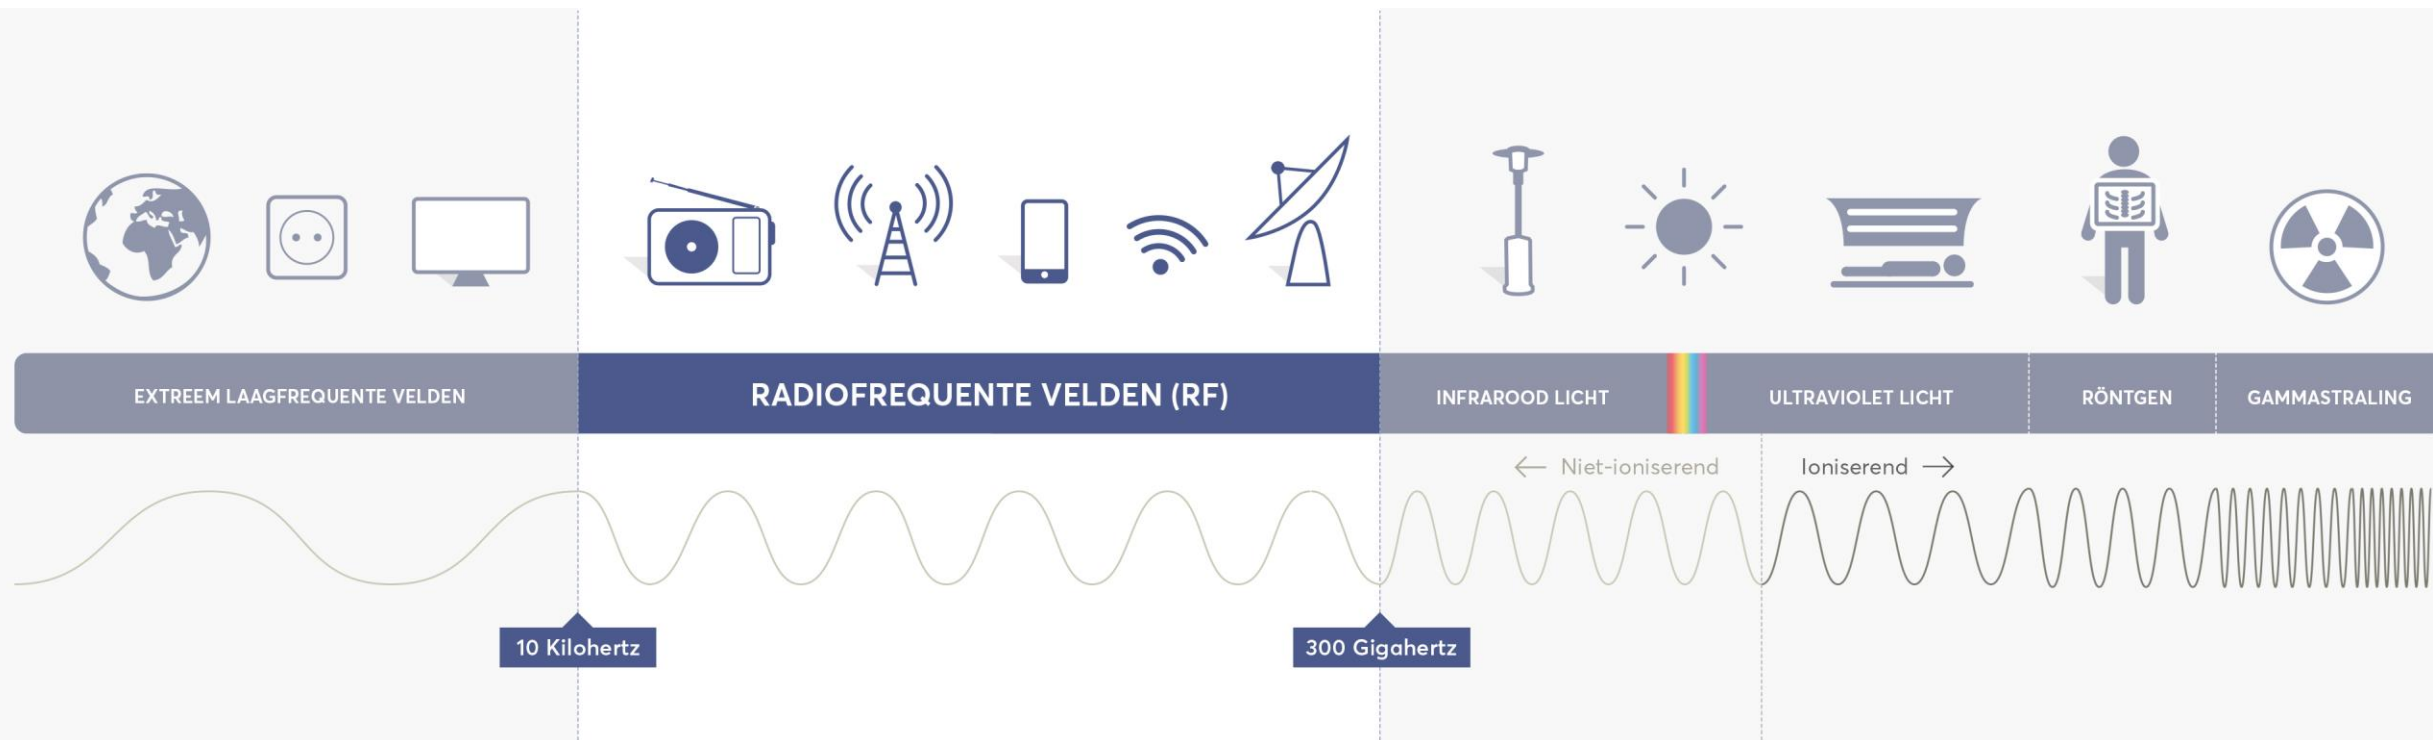 EXTREEM LAAGFREQUENTE VELDEN
RADIOFREQUENTE VELDEN (RF)
INFRAROOD LICHT
ULTRAVIOLET LICHT
RÖNTGEN
GAMMASTRALING
← Niet-ioniserend
Ioniserend →
10 Kilohertz
300 Gigahertz